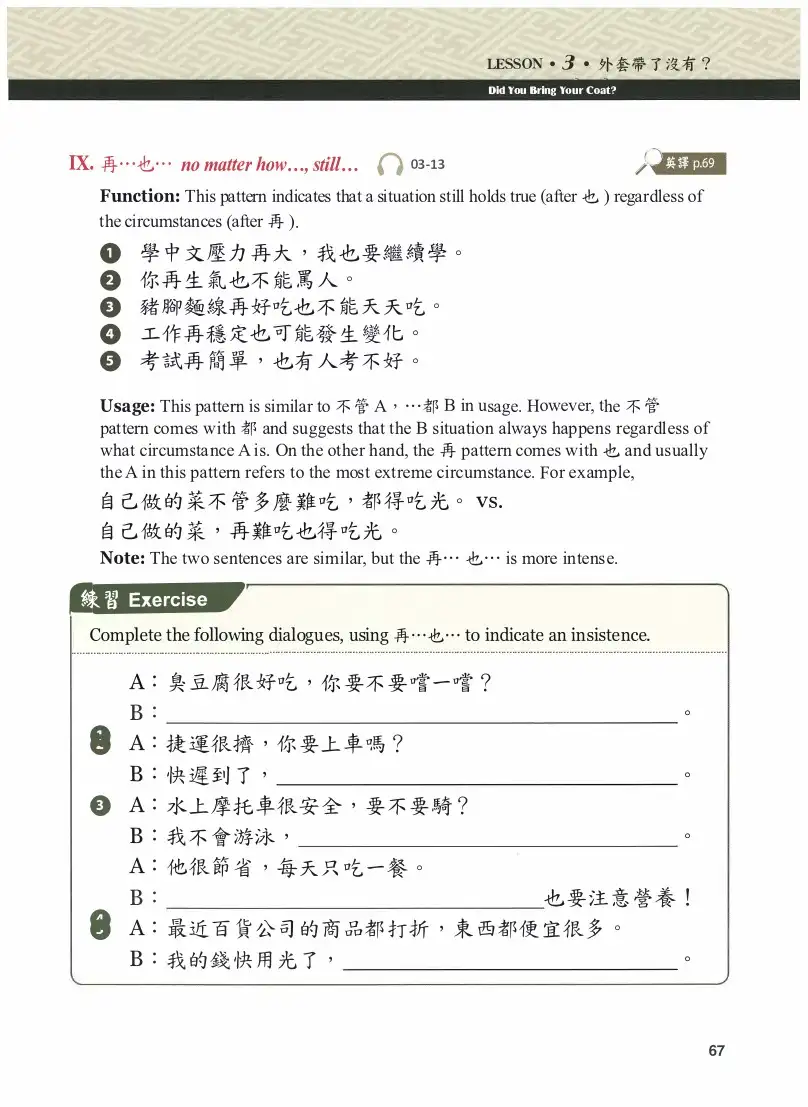 LESSON • 3 • 外套帶了沒有？
Did You Bring Your Coat?
IX. 再…也… no matter how…, still… 03-13 英譯 p.69
Function: This pattern indicates that a situation still holds true (after 也 ) regardless of
the circumstances (after 再 ).
1 學中文壓力再大，我也要繼續學。
2 你再生氣也不能罵人。
3 豬腳麵線再好吃也不能天天吃。
4 工作再穩定也可能發生變化。
5 考試再簡單，也有人考不好。
Usage: This pattern is similar to 不管 A，…都 B in usage. However, the 不管
pattern comes with 都 and suggests that the B situation always happens regardless of
what circumstance A is. On the other hand, the 再 pattern comes with 也 and usually
the A in this pattern refers to the most extreme circumstance. For example,
自己做的菜不管多麼難吃，都得吃光。 vs.
自己做的菜，再難吃也得吃光。
Note: The two sentences are similar, but the 再… 也… is more intense.
練習 Exercise
Complete the following dialogues, using 再…也… to indicate an insistence.
A：臭豆腐很好吃，你要不要嚐一嚐？
B：。
A：捷運很擠，你要上車嗎？
B：快遲到了，。
3 A：水上摩托車很安全，要不要騎？
B：我不會游泳，。
A：他很節省，每天只吃一餐。
B：也要注意營養！
A：最近百貨公司的商品都打折，東西都便宜很多。
B：我的錢快用光了，。
67